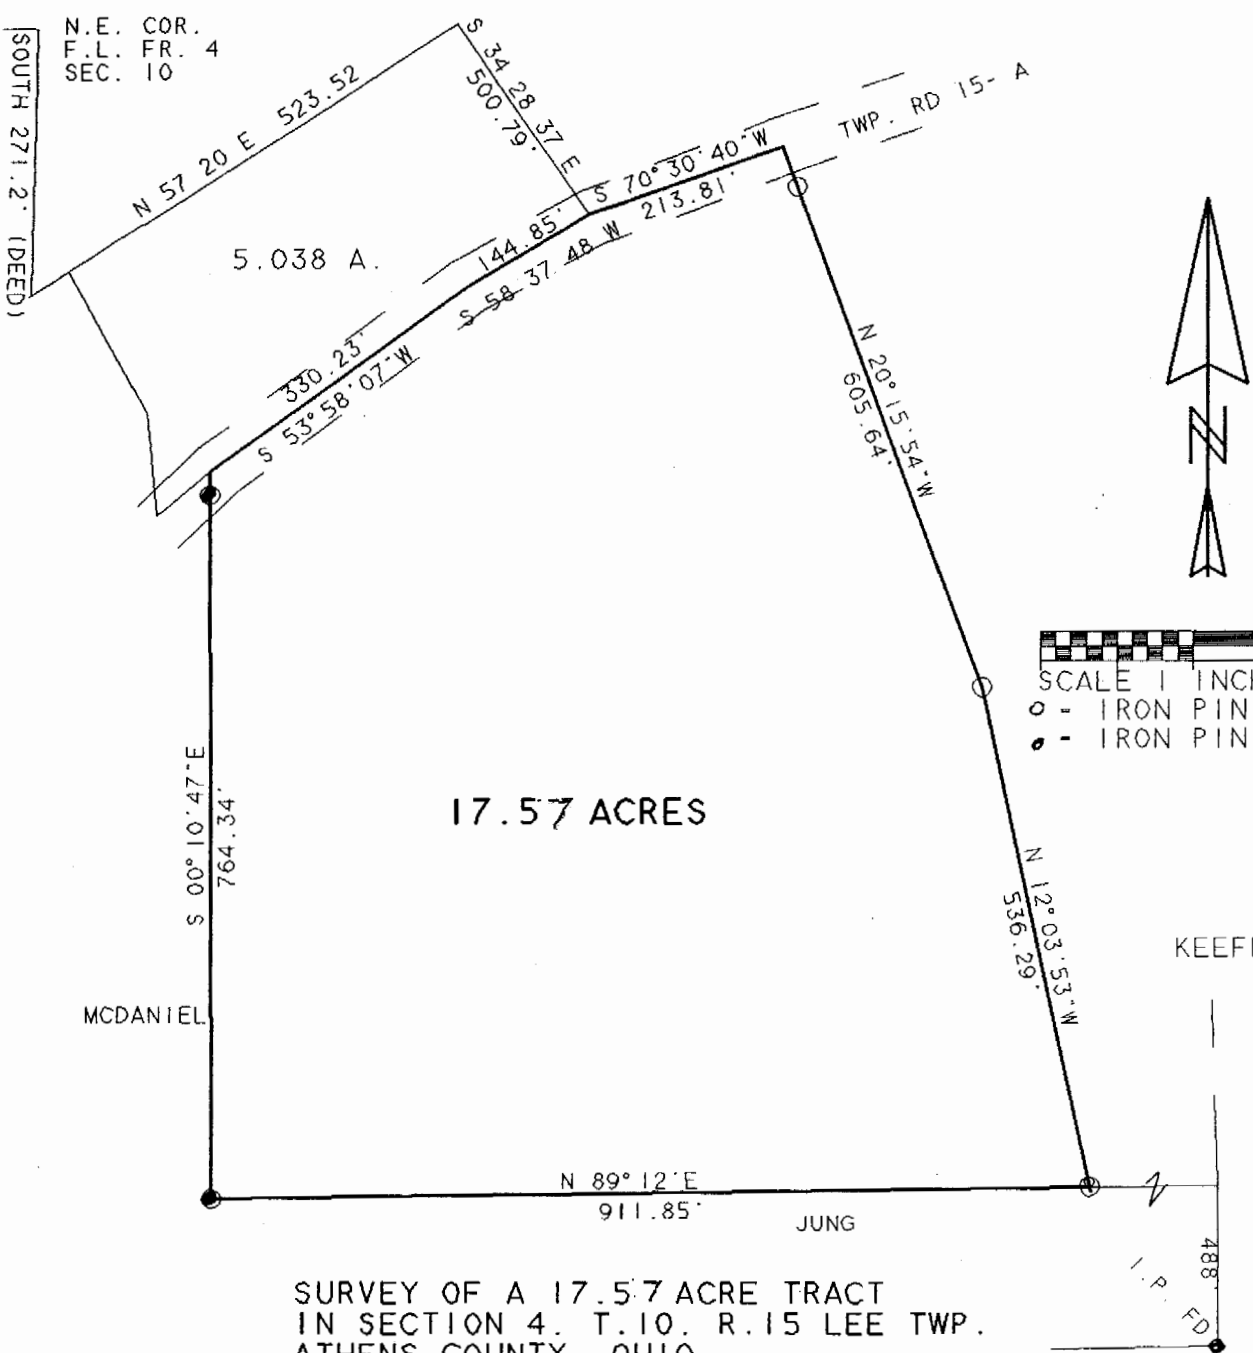 N.E. COR.
F.L. FR. 4
SEC. 10
SOUTH 271.2' (DEED)
N 57 20 E 523.52
S 34 28 37 E
500.79'
TWP. RD 15-A
S 70°30'40"W
213.81'
144.85'
S 58 37 48 W
5.038 A.
330.23'
S 53°58'07"W
N 20°15'54"W
605.64'
N
SCALE 1 INCH
O - IRON PIN
● - IRON PIN
17.57 ACRES
S 00°10'47"E
764.34'
N 12°03'53"W
536.29'
MCDANIEL
N 89°12'E
911.85'
JUNG
488
I.P. FD
SURVEY OF A 17.57 ACRE TRACT
IN SECTION 4. T.10. R.15 LEE TWP.
ATHENS COUNTY, OHIO